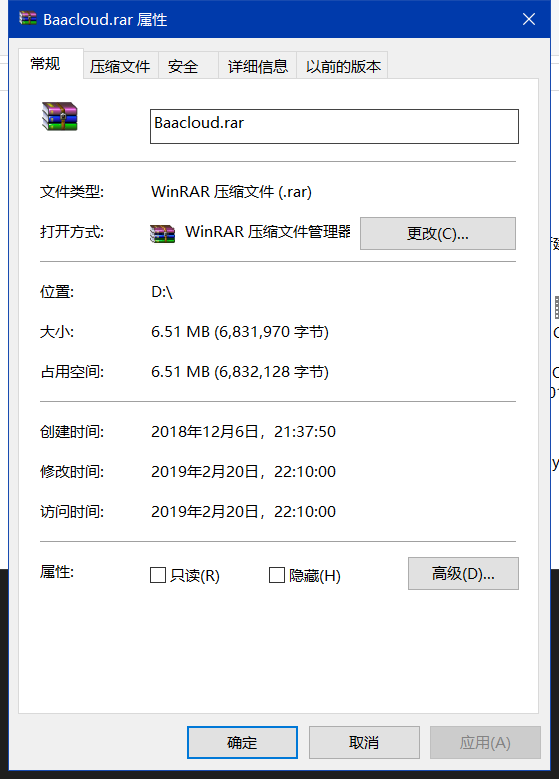 Baacloud.rar 属性
常规 压缩文件 安全 详细信息 以前的版本
Baacloud.rar
文件类型: WinRAR 压缩文件 (.rar)
打开方式: WinRAR 压缩文件管理器 更改(C)...
位置: D:\
大小: 6.51 MB (6,831,970 字节)
占用空间: 6.51 MB (6,832,128 字节)
创建时间: 2018年12月6日，21:37:50
修改时间: 2019年2月20日，22:10:00
访问时间: 2019年2月20日，22:10:00
属性: 只读(R) 隐藏(H) 高级(D)...
确定 取消 应用(A)